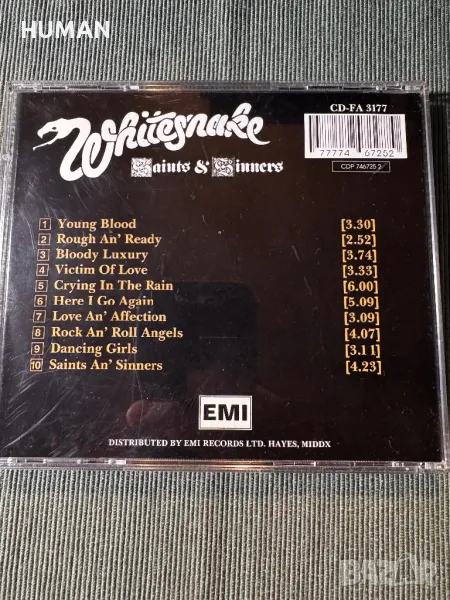 HUMAN
Whitesnake
Saints & Sinners
CD-FA 3177
77774 67252
CDP 746725 2
1 Young Blood [3.30]
2 Rough An' Ready [2.52]
3 Bloody Luxury [3.74]
4 Victim Of Love [3.33]
5 Crying In The Rain [6.00]
6 Here I Go Again [5.09]
7 Love An' Affection [3.09]
8 Rock An' Roll Angels [4.07]
9 Dancing Girls [3.11]
10 Saints An' Sinners [4.23]
EMI
DISTRIBUTED BY EMI RECORDS LTD. HAYES, MIDDX
BAZAR
bg